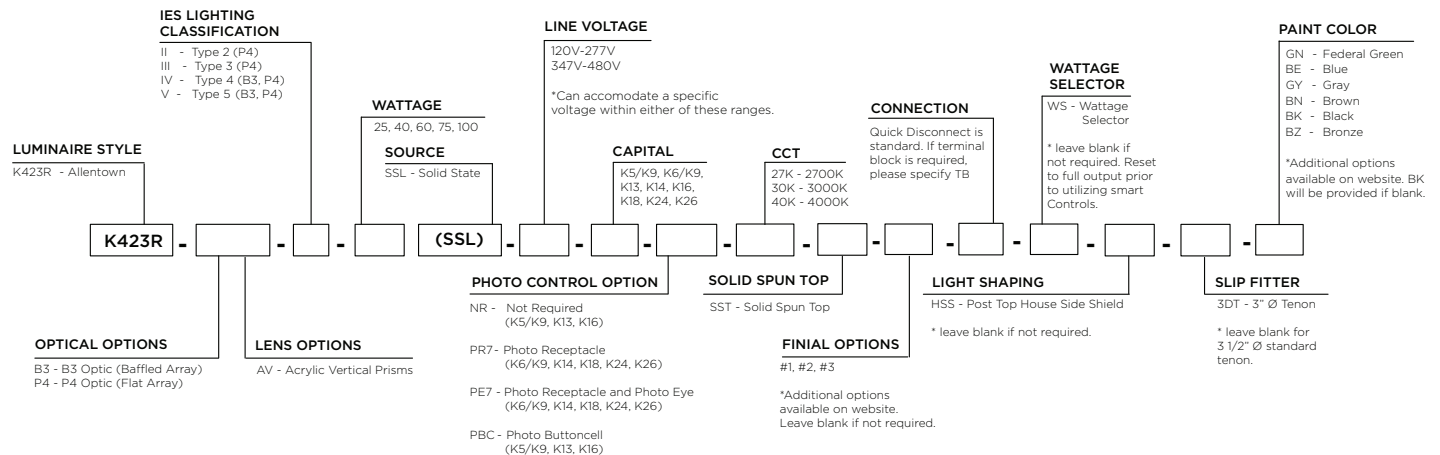 IES LIGHTING
CLASSIFICATION
II - Type 2 (P4)
III - Type 3 (P4)
IV - Type 4 (B3, P4)
V - Type 5 (B3, P4)
LINE VOLTAGE
120V-277V
347V-480V
*Can accomodate a specific
voltage within either of these ranges.
PAINT COLOR
GN - Federal Green
BE - Blue
GY - Gray
BN - Brown
BK - Black
BZ - Bronze
*Additional options
available on website. BK
will be provided if blank.
WATTAGE
SELECTOR
WS - Wattage
Selector
* leave blank if
not required. Reset
to full output prior
to utilizing smart
Controls.
WATTAGE
25, 40, 60, 75, 100
CONNECTION
Quick Disconnect is
standard. If terminal
block is required,
please specify TB
LUMINAIRE STYLE
K423R - Allentown
SOURCE
SSL - Solid State
CAPITAL
K5/K9, K6/K9,
K13, K14, K16,
K18, K24, K26
CCT
27K - 2700K
30K - 3000K
40K - 4000K
K423R - - - (SSL) - - - - - - - - - - -
PHOTO CONTROL OPTION
NR - Not Required
(K5/K9, K13, K16)
PR7- Photo Receptacle
(K6/K9, K14, K18, K24, K26)
PE7 - Photo Receptacle and Photo Eye
(K6/K9, K14, K18, K24, K26)
PBC - Photo Buttoncell
(K5/K9, K13, K16)
SOLID SPUN TOP
SST - Solid Spun Top
LIGHT SHAPING
HSS - Post Top House Side Shield
* leave blank if not required.
SLIP FITTER
3DT - 3" Ø Tenon
* leave blank for
3 1/2" Ø standard
tenon.
OPTICAL OPTIONS
B3 - B3 Optic (Baffled Array)
P4 - P4 Optic (Flat Array)
LENS OPTIONS
AV - Acrylic Vertical Prisms
FINIAL OPTIONS
#1, #2, #3
*Additional options
available on website.
Leave blank if not required.